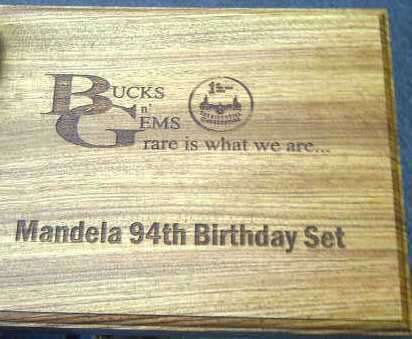 BUCKS
n'
GEMS
rare is what we are...
Mandela 94th Birthday Set